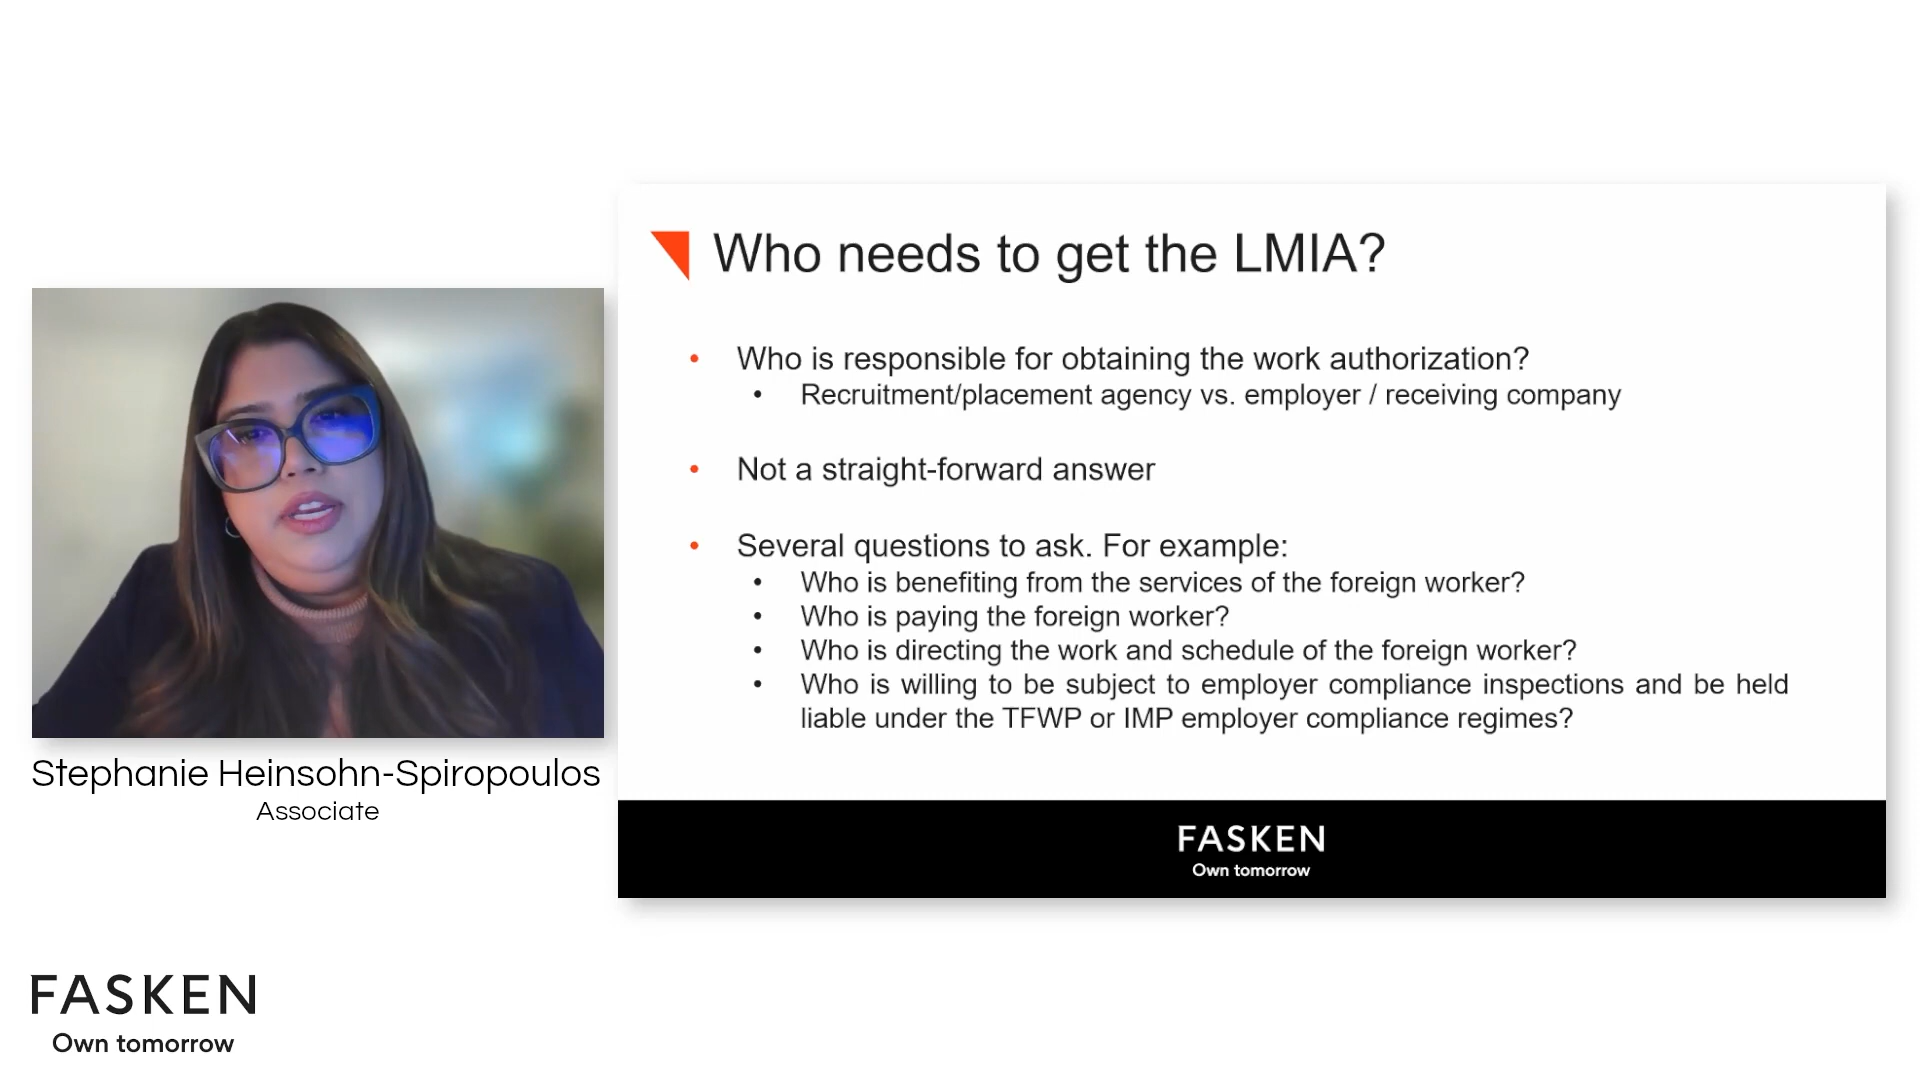 Who needs to get the LMIA?
• Who is responsible for obtaining the work authorization?
• Recruitment/placement agency vs. employer / receiving company
• Not a straight-forward answer
• Several questions to ask. For example:
• Who is benefiting from the services of the foreign worker?
• Who is paying the foreign worker?
• Who is directing the work and schedule of the foreign worker?
• Who is willing to be subject to employer compliance inspections and be held
liable under the TFWP or IMP employer compliance regimes?
FASKEN
Own tomorrow
Stephanie Heinsohn-Spiropoulos
Associate
FASKEN
Own tomorrow